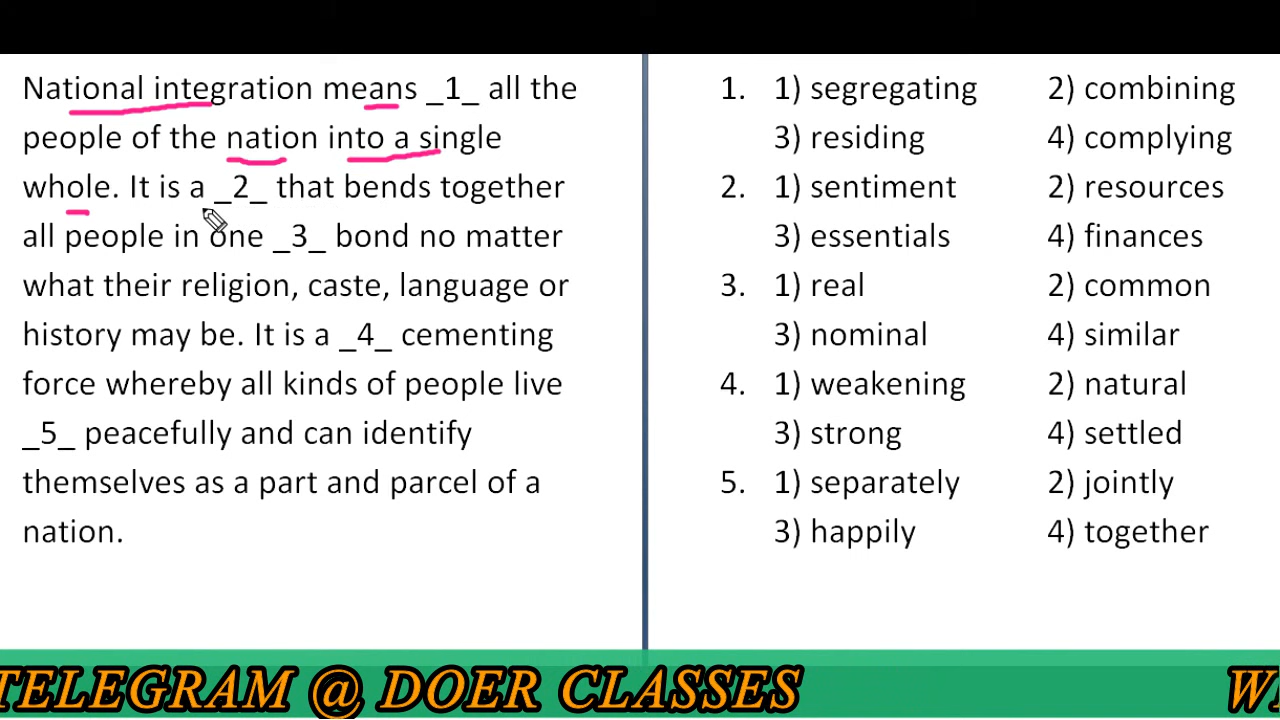 National integration means _1_ all the
people of the nation into a single
whole. It is a _2_ that bends together
all people in one _3_ bond no matter
what their religion, caste, language or
history may be. It is a _4_ cementing
force whereby all kinds of people live
_5_ peacefully and can identify
themselves as a part and parcel of a
nation.
1. 1) segregating 2) combining
3) residing 4) complying
2. 1) sentiment 2) resources
3) essentials 4) finances
3. 1) real 2) common
3) nominal 4) similar
4. 1) weakening 2) natural
3) strong 4) settled
5. 1) separately 2) jointly
3) happily 4) together
TELEGRAM @ DOER CLASSES